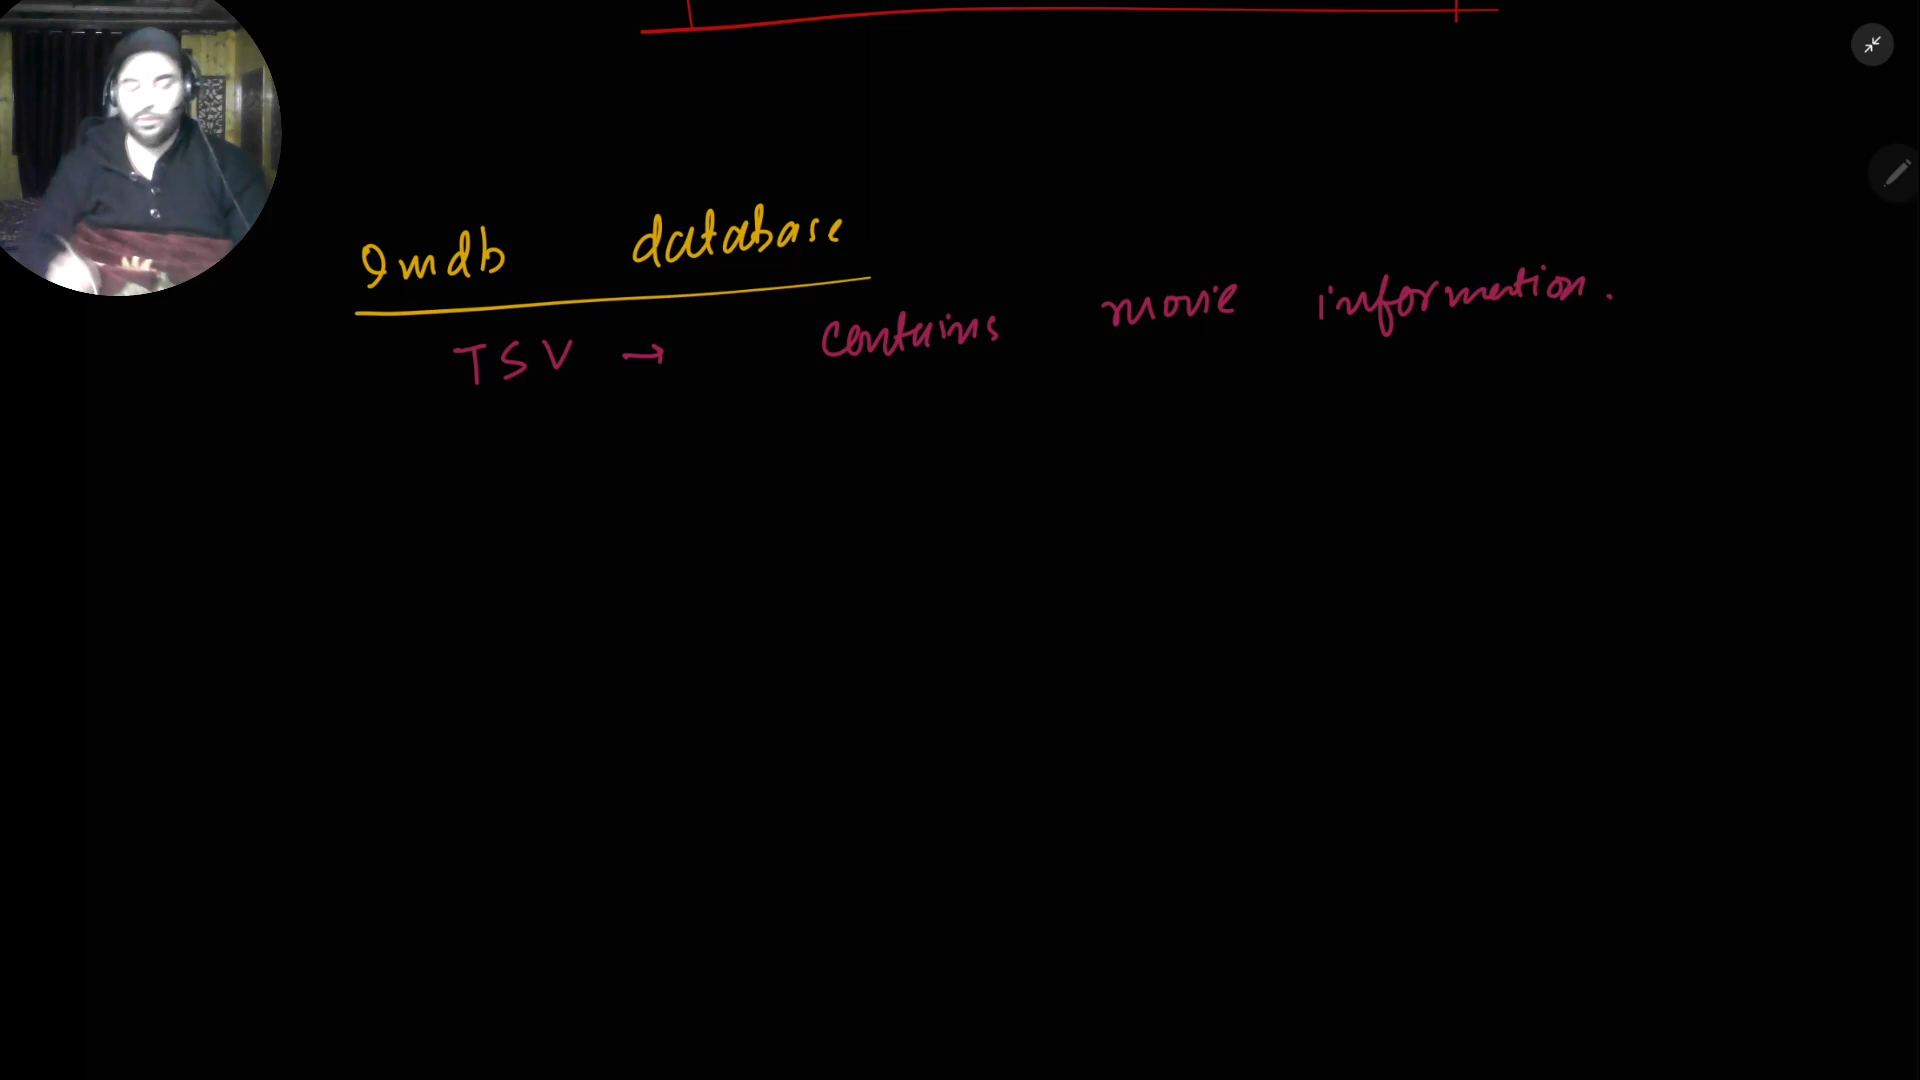 Imdb database
TSV → contains movie information.